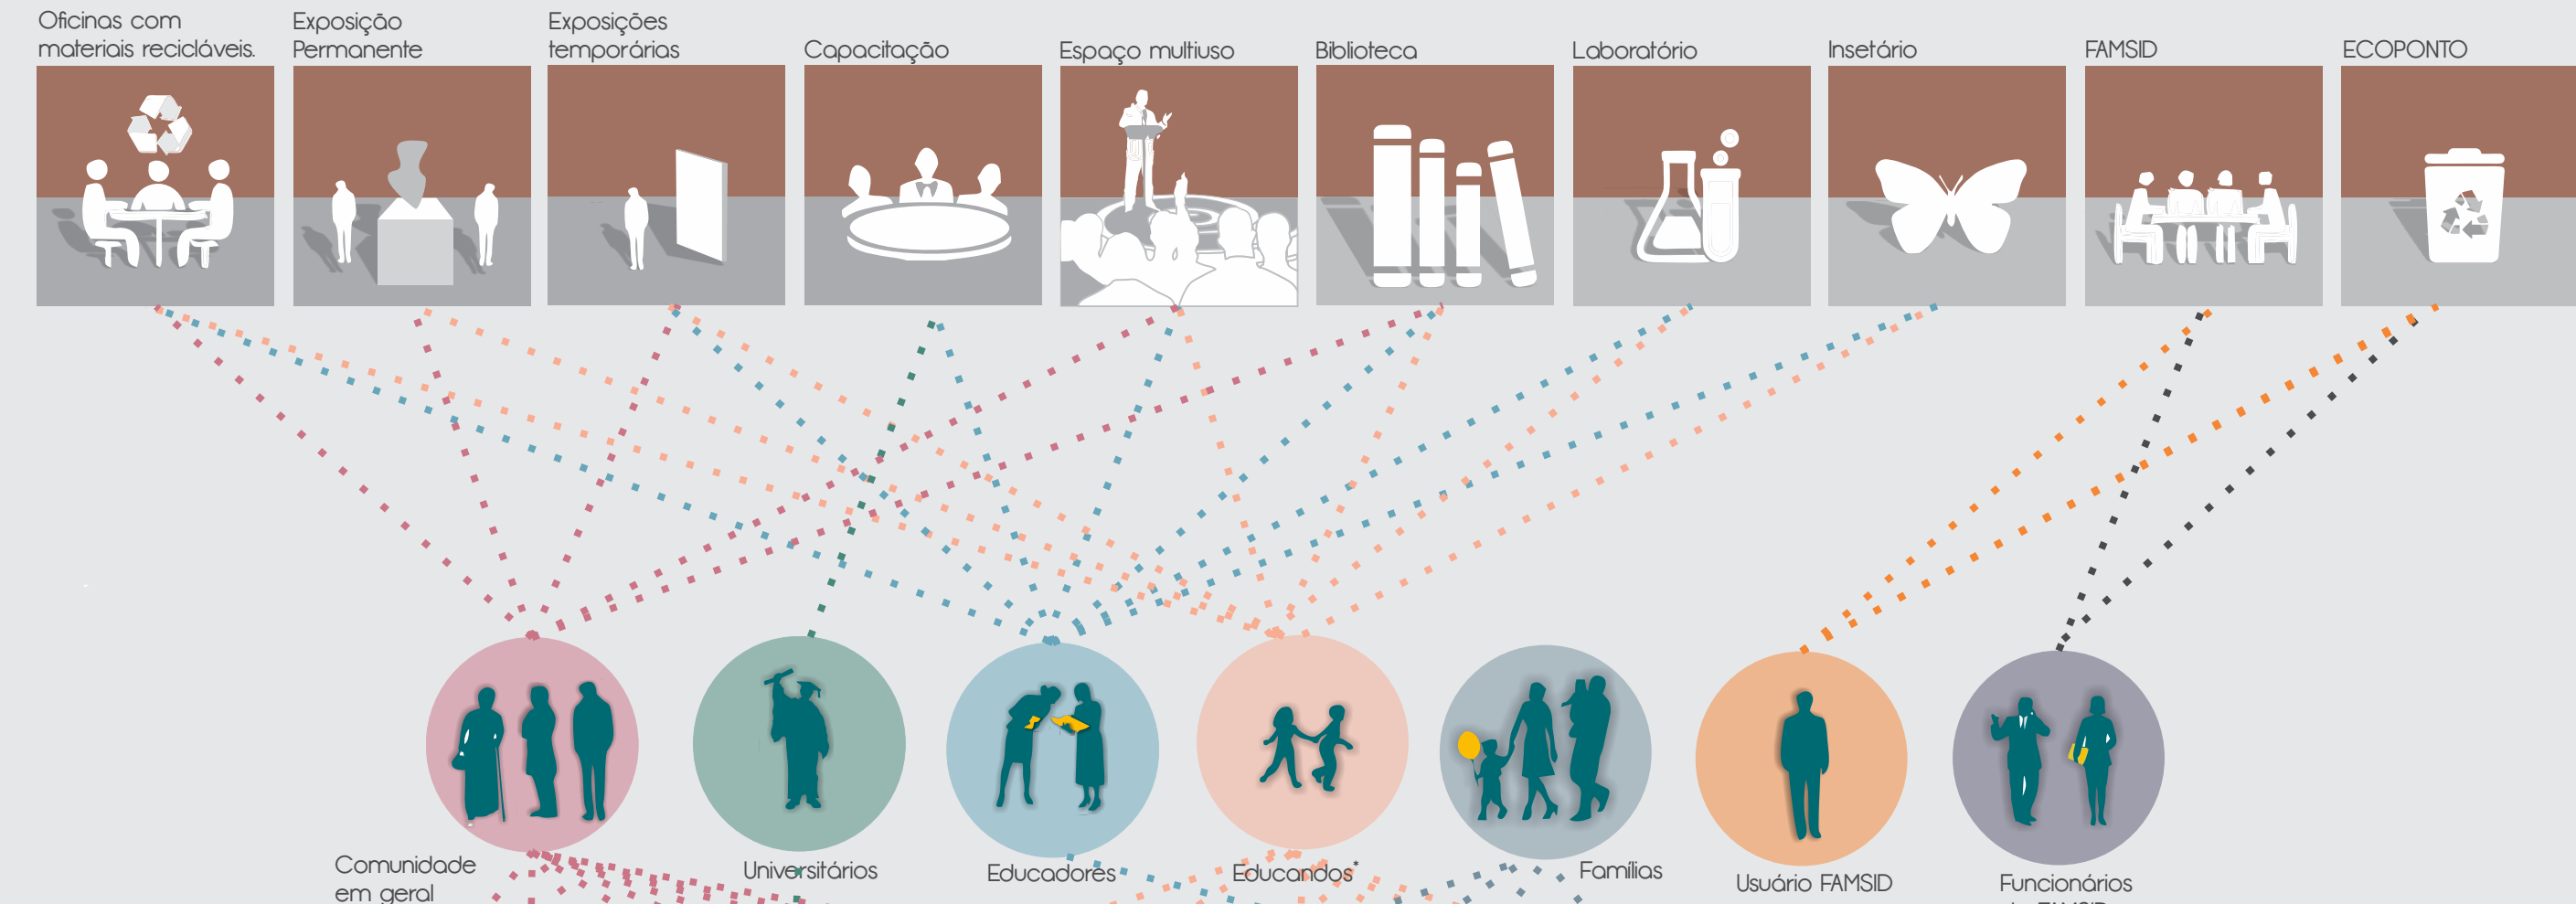 Oficinas com
materiais recicláveis.
Exposição
Permanente
Exposições
temporárias
Capacitação
Espaço multiuso
Biblioteca
Laboratório
Insetário
FAMSID
ECOPONTO
Comunidade
em geral
Universitários
Educadores
Educandos*
Famílias
Usuário FAMSID
Funcionários